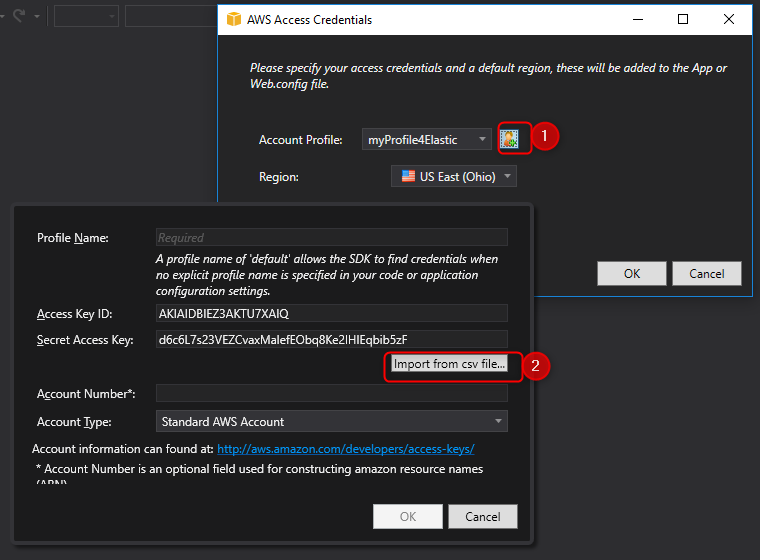 AWS Access Credentials
Please specify your access credentials and a default region, these will be added to the App or
Web.config file.
Account Profile: myProfile4Elastic 1
Region: US East (Ohio)
OK Cancel
Profile Name: Required
A profile name of 'default' allows the SDK to find credentials when
no explicit profile name is specified in your code or application
configuration settings.
Access Key ID: AKIAIDBIEZ3AKTU7XAIQ
Secret Access Key:
Import from csv file... 2
Account Number*:
Account Type: Standard AWS Account
Account information can found at: http://aws.amazon.com/developers/access-keys/
* Account Number is an optional field used for constructing amazon resource names
(ARN)
OK Cancel